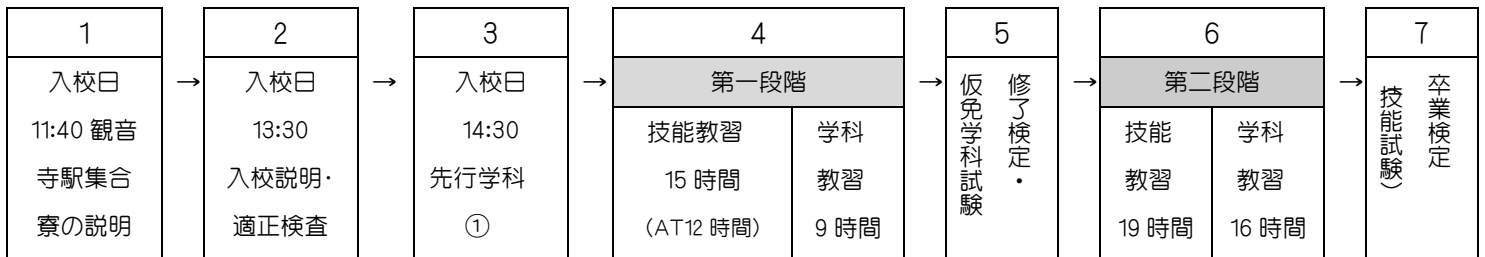 1
入校日
11:40 観音
寺駅集合
寮の説明
→
2
入校日
13:30
入校説明・
適正検査
→
3
入校日
14:30
先行学科
①
→
4
第一段階
技能教習
15 時間
(AT12 時間)
学科
教習
9 時間
→
5
修了検定・
仮免学科試験
→
6
第二段階
技能
教習
19 時間
学科
教習
16 時間
→
7
卒業検定
技能試験）